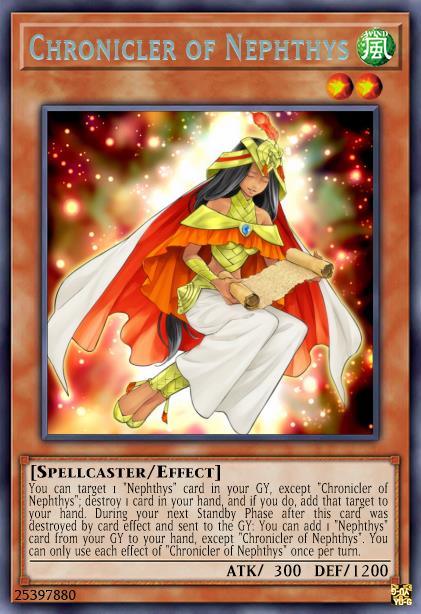 Chronicler of Nephthys
WIND
風
[Spellcaster/Effect]
You can target 1 "Nephthys" card in your GY, except "Chronicler of
Nephthys"; destroy 1 card in your hand, and if you do, add that target to
your hand. During your next Standby Phase after this card was
destroyed by card effect and sent to the GY: You can add 1 "Nephthys"
card from your GY to your hand, except "Chronicler of Nephthys". You
can only use each effect of "Chronicler of Nephthys" once per turn.
ATK/ 300 DEF/1200
25397880